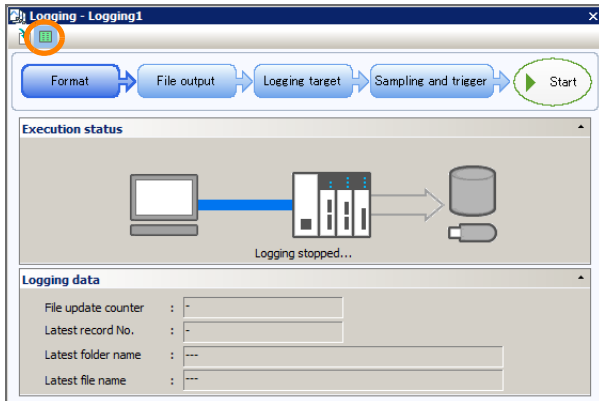 Logging - Logging1
Format
File output
Logging target
Sampling and trigger
Start
Execution status
Logging stopped...
Logging data
File update counter : -
Latest record No. : -
Latest folder name : ---
Latest file name : ---